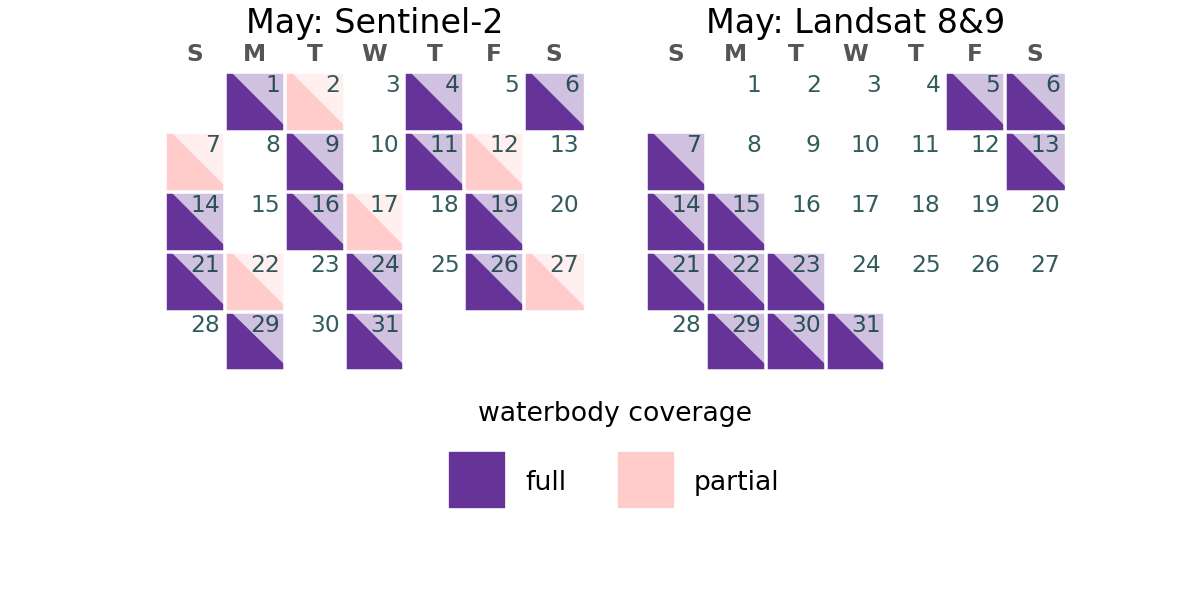 May: Sentinel-2
S M T W T F S
1 2 3 4 5 6
7 8 9 10 11 12 13
14 15 16 17 18 19 20
21 22 23 24 25 26 27
28 29 30 31
May: Landsat 8&9
S M T W T F S
1 2 3 4 5 6
7 8 9 10 11 12 13
14 15 16 17 18 19 20
21 22 23 24 25 26 27
28 29 30 31
waterbody coverage
full partial